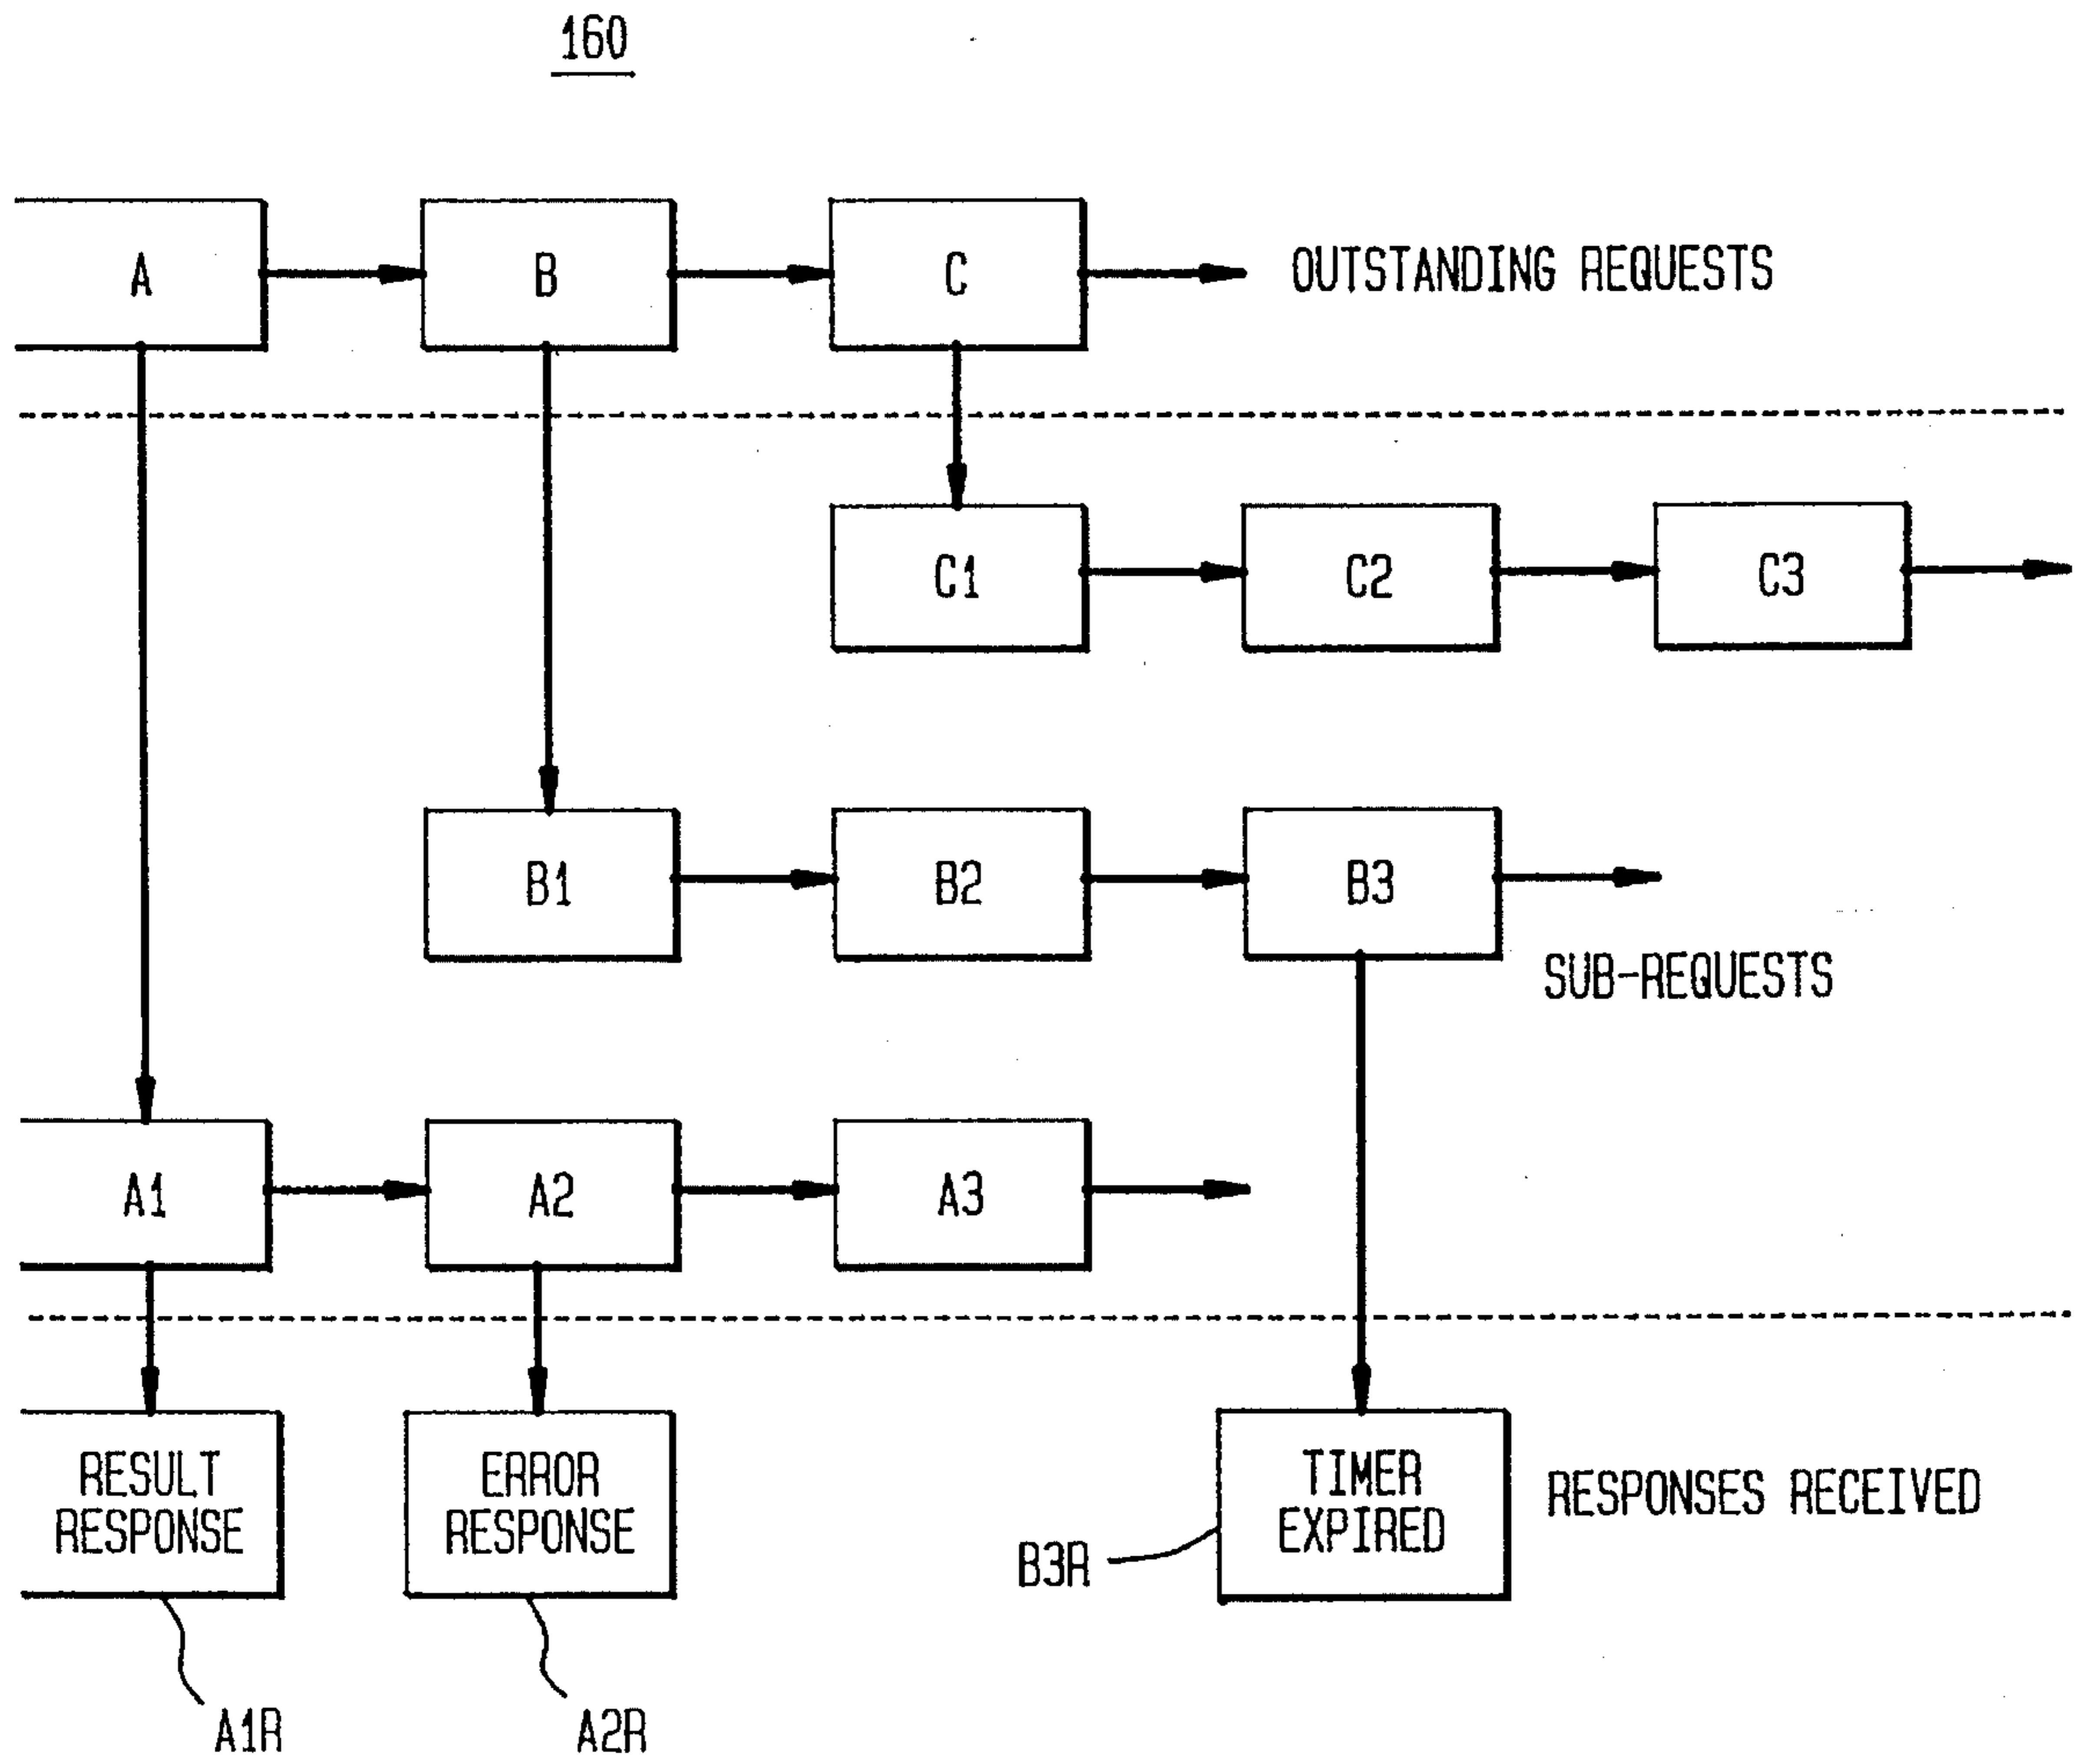 160
A
B
C
OUTSTANDING REQUESTS
C1
C2
C3
B1
B2
B3
SUB-REQUESTS
A1
A2
A3
RESULT
RESPONSE
ERROR
RESPONSE
TIMER
EXPIRED
RESPONSES RECEIVED
B3R
A1R
A2R